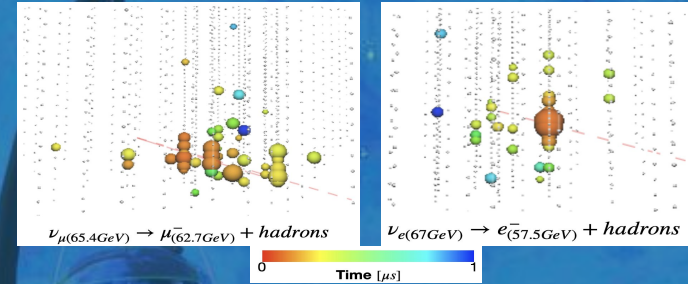 ν_μ(65.4GeV) → μ⁻_(62.7GeV) + hadrons
ν_e(67GeV) → e⁻_(57.5GeV) + hadrons
0 1
Time [μs]